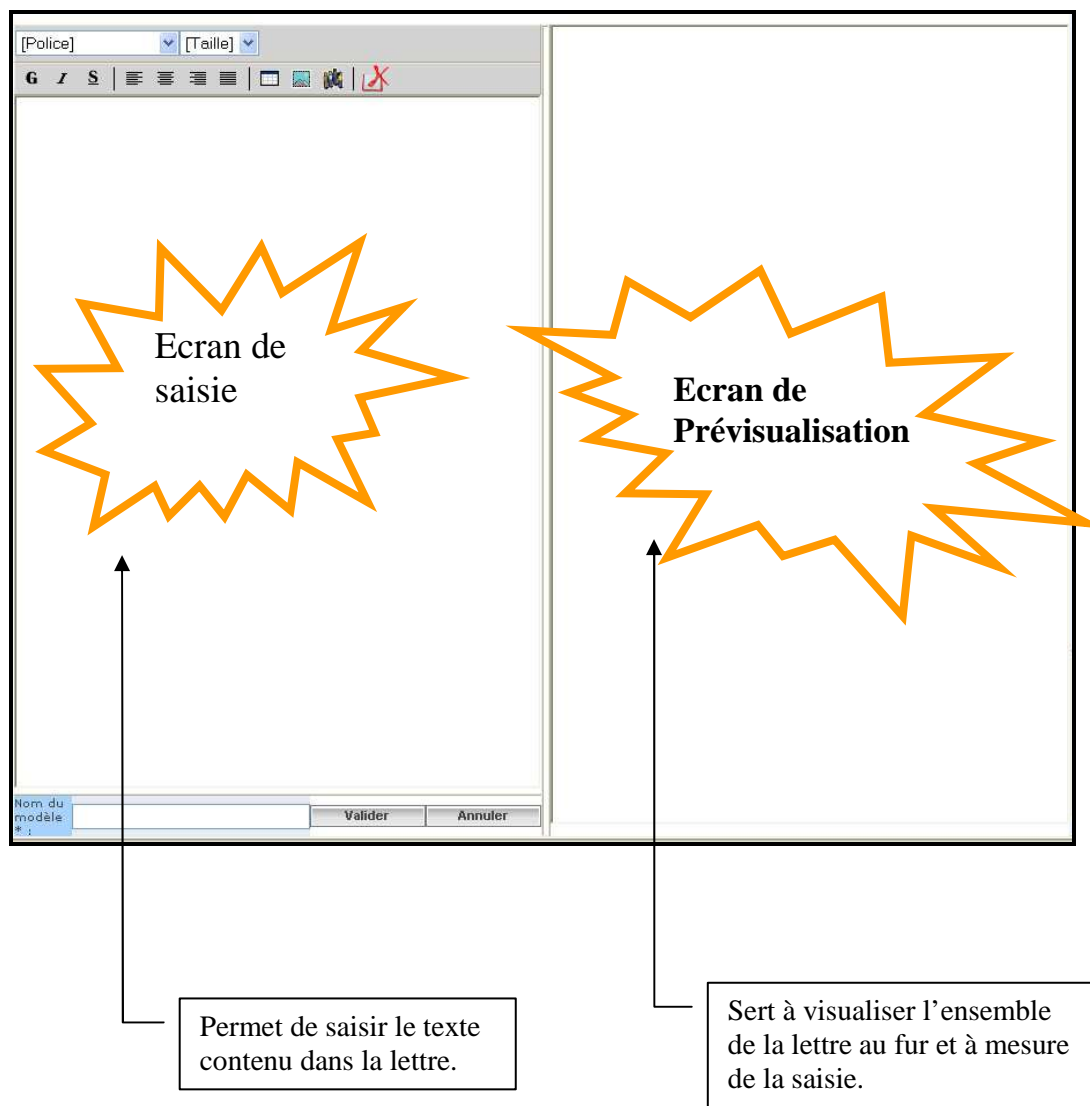 [Police] [Taille]
G I S
Ecran de
saisie
Ecran de
Prévisualisation
Nom du
modèle
* :
Valider Annuler
Permet de saisir le texte
contenu dans la lettre.
Sert à visualiser l’ensemble
de la lettre au fur et à mesure
de la saisie.